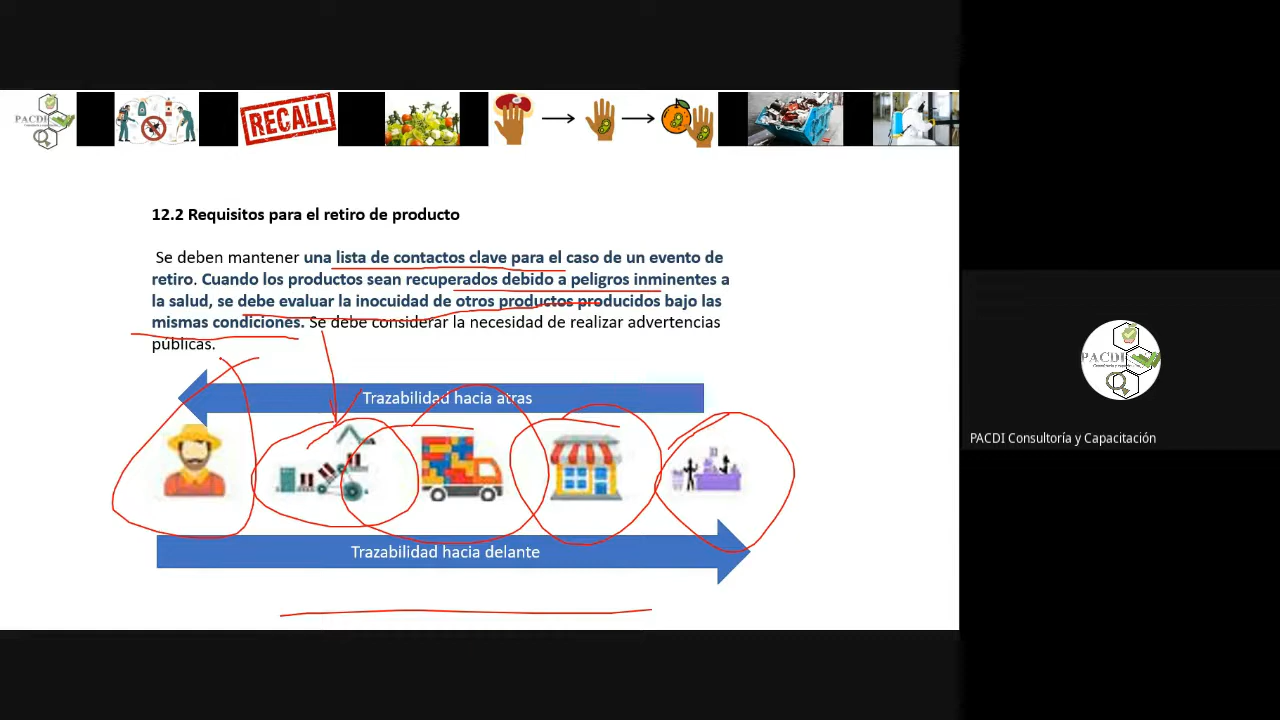 PACDI
RECALL
12.2 Requisitos para el retiro de producto
Se deben mantener una lista de contactos clave para el caso de un evento de
retiro. Cuando los productos sean recuperados debido a peligros inminentes a
la salud, se debe evaluar la inocuidad de otros productos producidos bajo las
mismas condiciones. Se debe considerar la necesidad de realizar advertencias
públicas.
Trazabilidad hacia atras
Trazabilidad hacia delante
PACDI
PACDI Consultoría y Capacitación